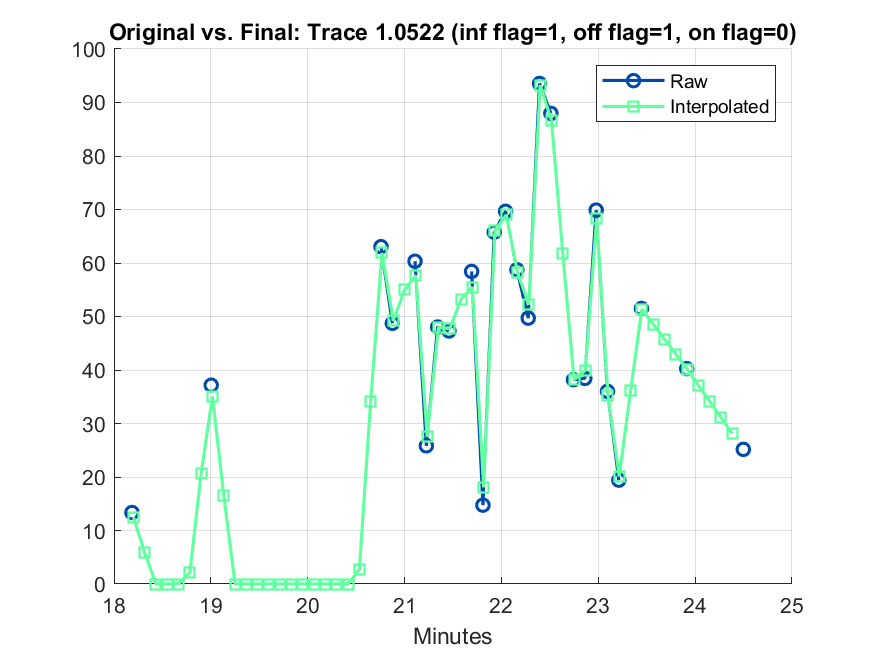 Original vs. Final: Trace 1.0522 (inf flag=1, off flag=1, on flag=0)
100
90
80
70
60
50
40
30
20
10
0
Raw
Interpolated
18 19 20 21 22 23 24 25
Minutes